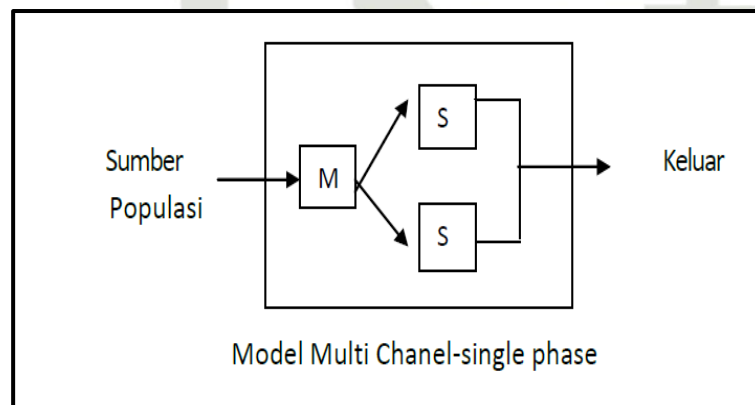 S
Sumber
Populasi
M
Keluar
S
Model Multi Chanel-single phase